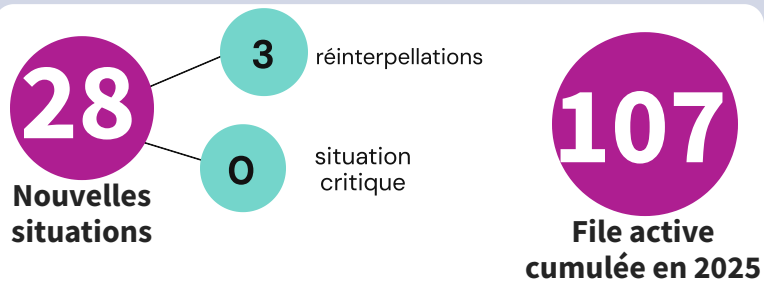 28
Nouvelles
situations
3
réinterpellations
0
situation
critique
107
File active
cumulée en 2025